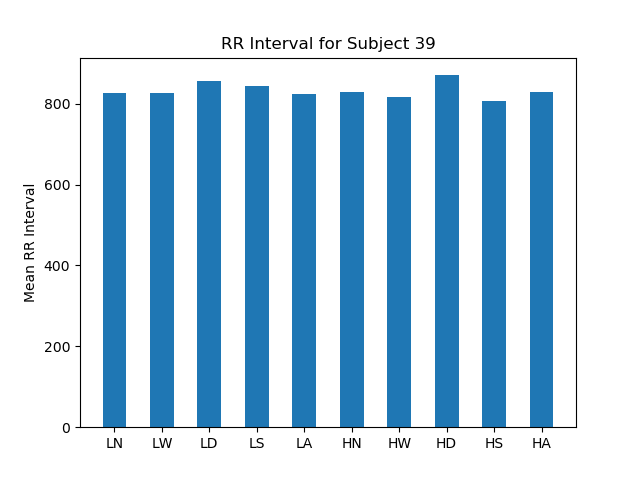 RR Interval for Subject 39
Mean RR Interval
800
600
400
200
0
LN LW LD LS LA HN HW HD HS HA